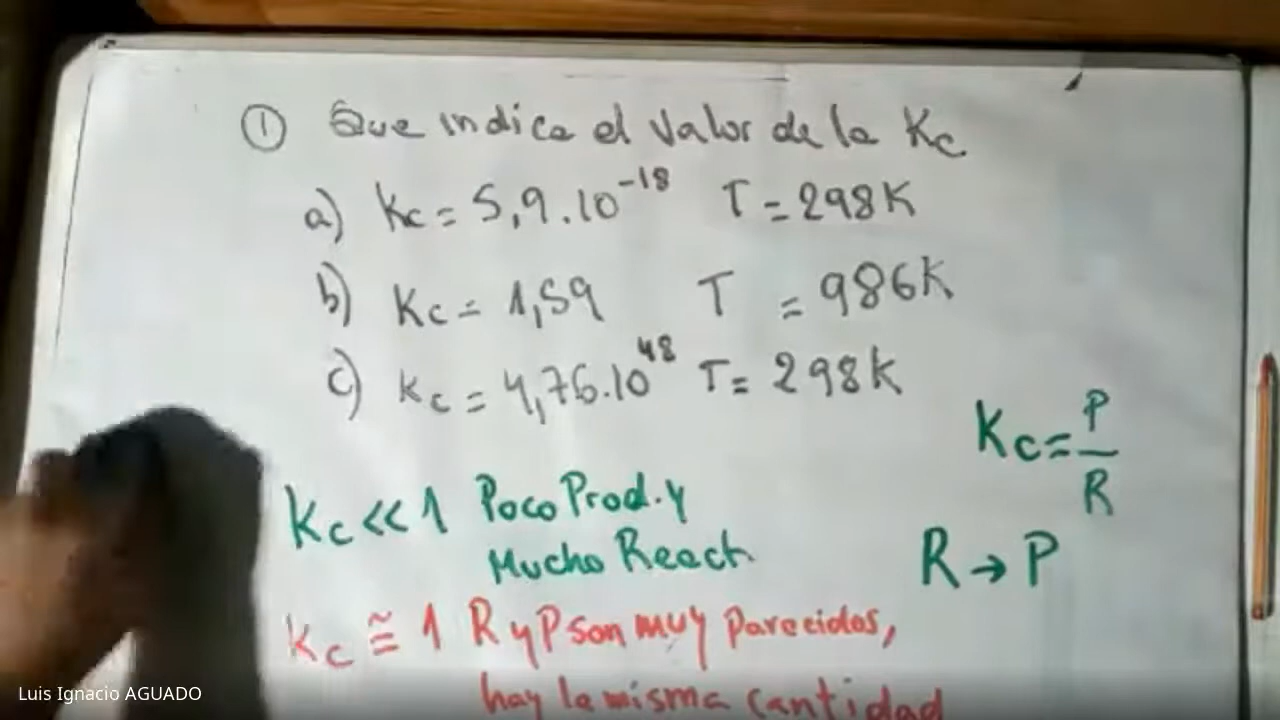 ① Que indica el valor de la Kc
a) Kc = 5,9.10⁻¹⁸ T = 298K
b) Kc = 1,59 T = 986K
c) Kc = 4,76.10⁴⁸ T = 298K
Kc = P/R
Kc << 1 Poco Prod. y
Mucho React.
R → P
Kc ≅ 1 R y P son muy parecidos,
hay la misma cantidad
Luis Ignacio AGUADO